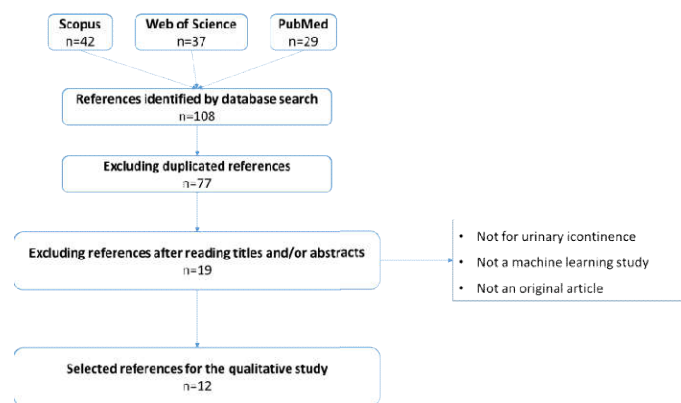 Scopus
n=42
Web of Science
n=37
PubMed
n=29
References identified by database search
n=108
Excluding duplicated references
n=77
Excluding references after reading titles and/or abstracts
n=19
• Not for urinary icontinence
• Not a machine learning study
• Not an original article
Selected references for the qualitative study
n=12